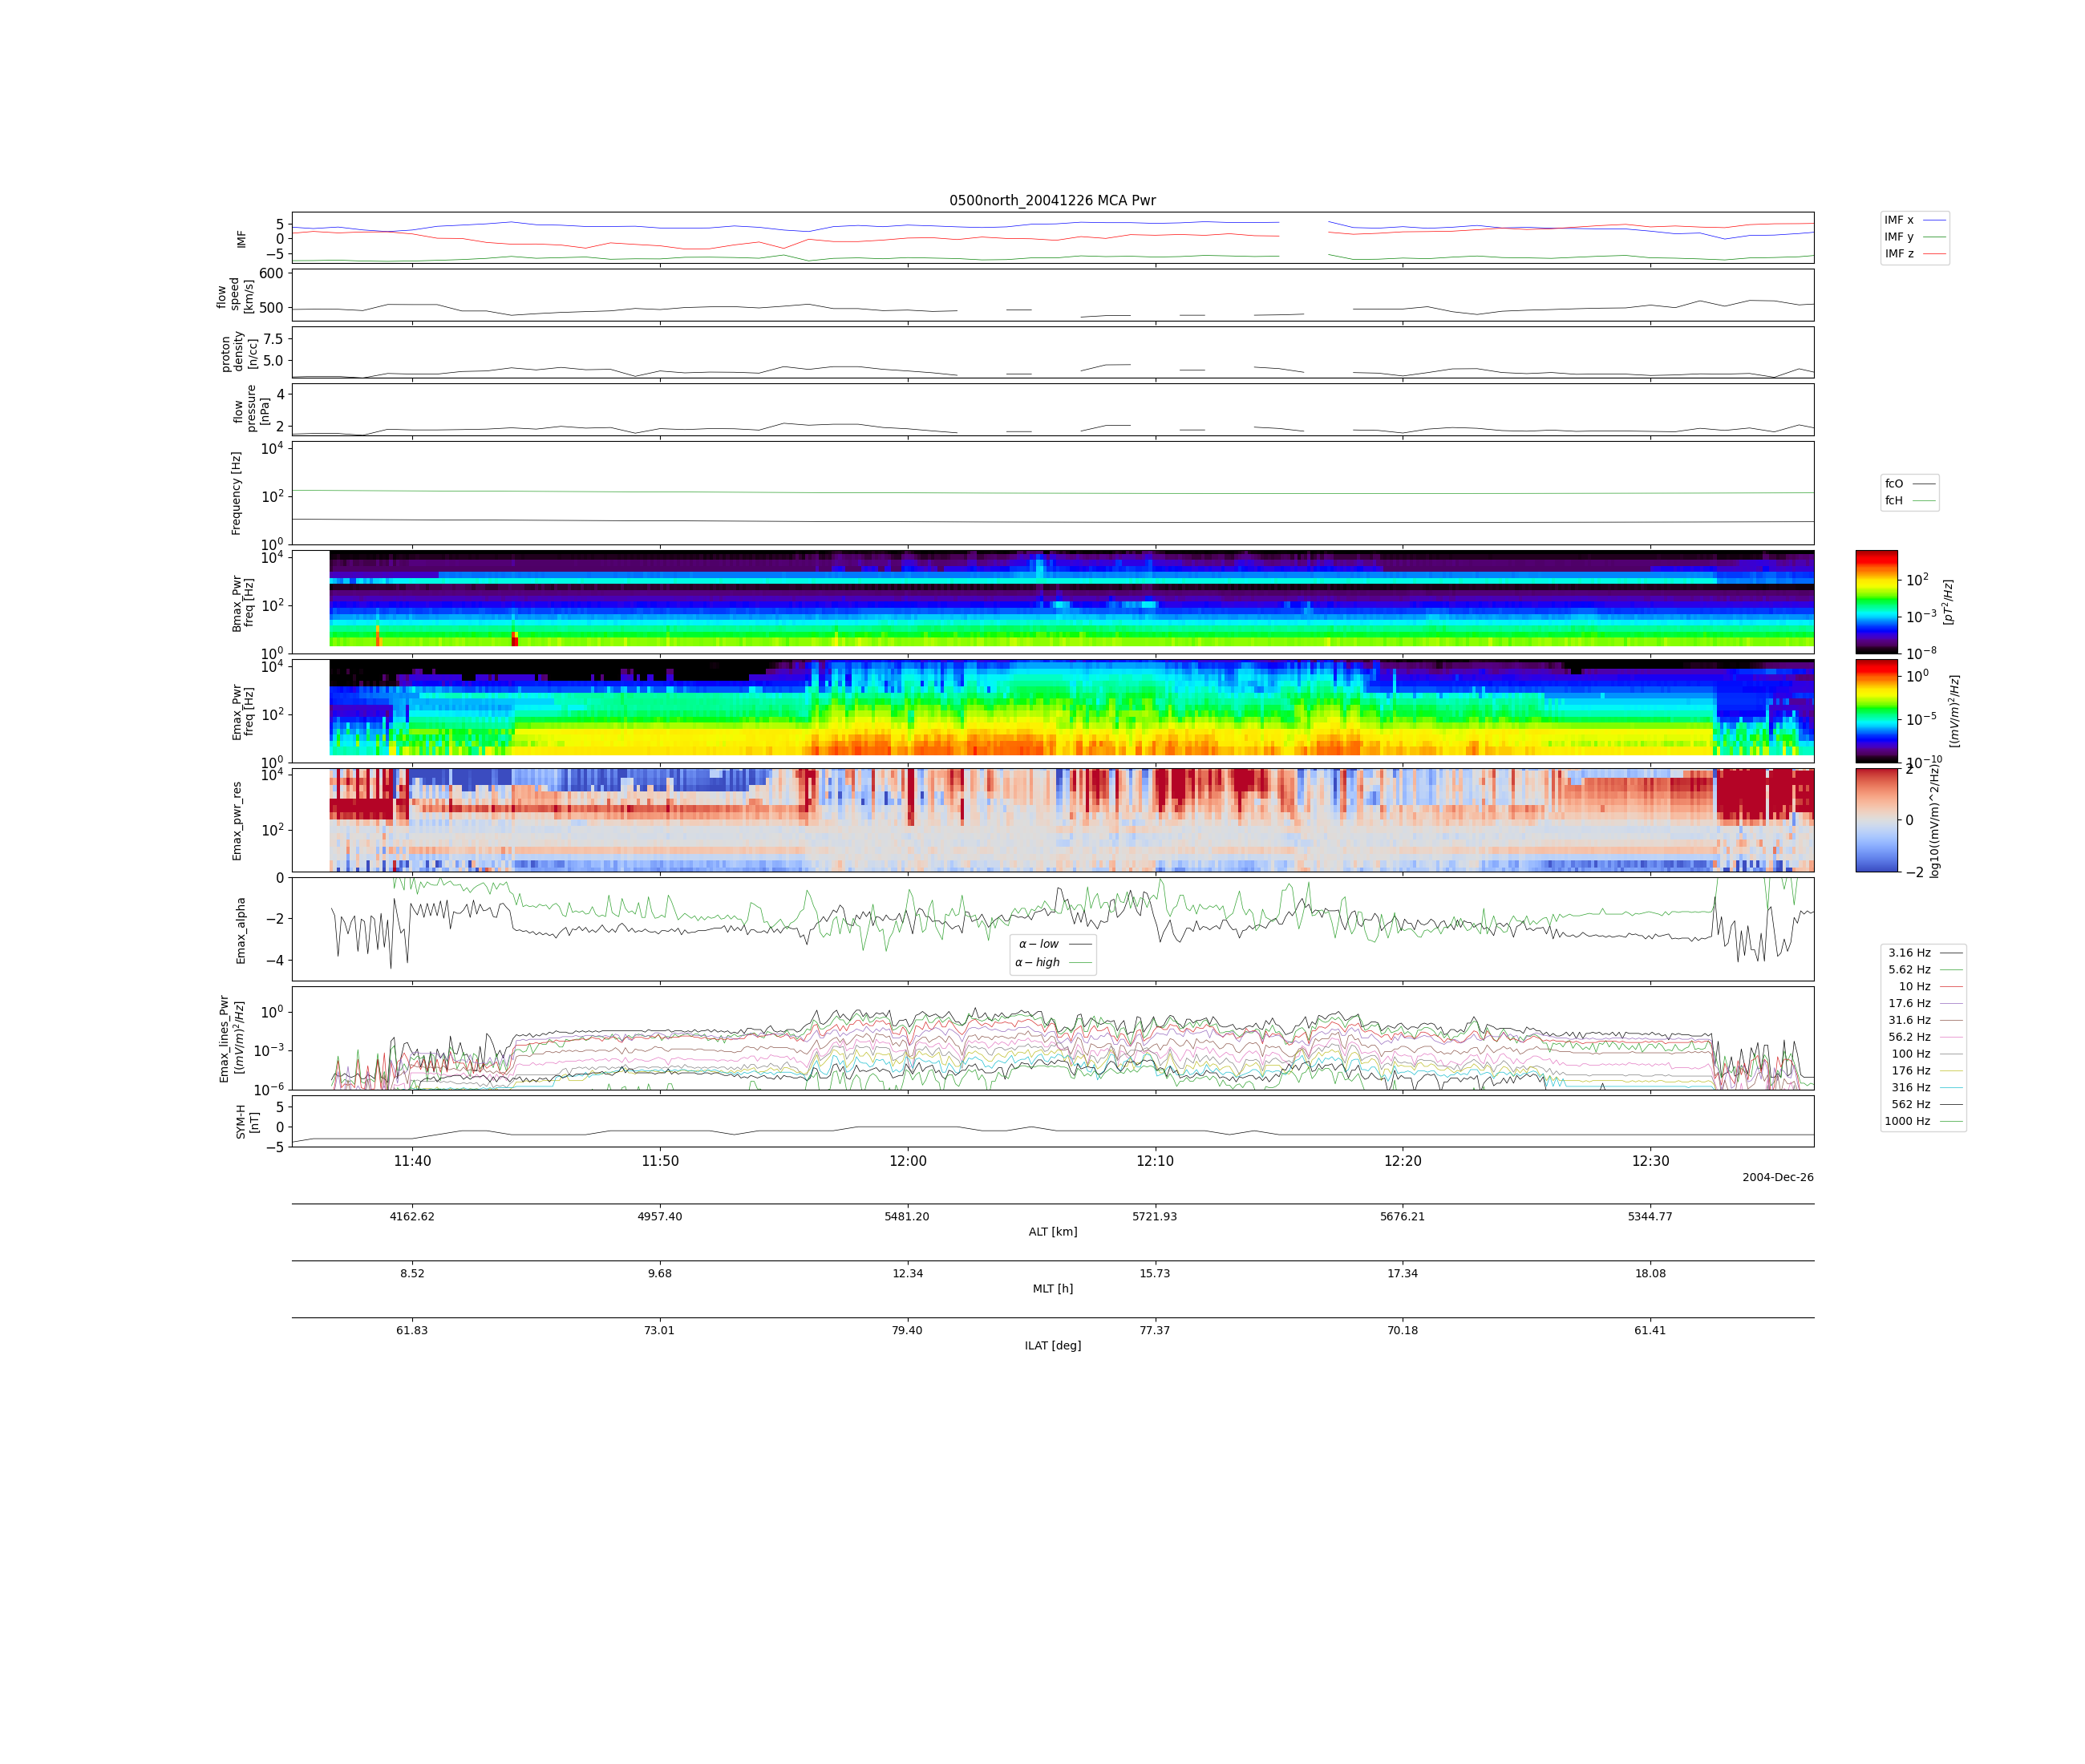 0500north_20041226 MCA Pwr
IMF
5
0
−5
IMF x
IMF y
IMF z
flow
speed
[km/s]
600
500
proton
density
[n/cc]
7.5
5.0
flow
pressure
[nPa]
4
2
Frequency [Hz]
10^4
10^2
10^0
fcO
fcH
Bmax_Pwr
freq [Hz]
10^4
10^2
10^0
10^2
10^−3
10^−8
[pT^2/Hz]
Emax_Pwr
freq [Hz]
10^4
10^2
10^0
10^0
10^−5
10^−10
[(mV/m)^2/Hz]
Emax_pwr_res
10^4
10^2
2
0
−2
log10((mV/m)^2/Hz)
Emax_alpha
0
−2
−4
α − low
α − high
Emax_lines_Pwr
[(mV/m)^2/Hz]
10^0
10^−3
10^−6
3.16 Hz
5.62 Hz
10 Hz
17.6 Hz
31.6 Hz
56.2 Hz
100 Hz
176 Hz
316 Hz
562 Hz
1000 Hz
SYM-H
[nT]
5
0
−5
11:40 11:50 12:00 12:10 12:20 12:30
2004-Dec-26
4162.62 4957.40 5481.20 5721.93 5676.21 5344.77
ALT [km]
8.52 9.68 12.34 15.73 17.34 18.08
MLT [h]
61.83 73.01 79.40 77.37 70.18 61.41
ILAT [deg]